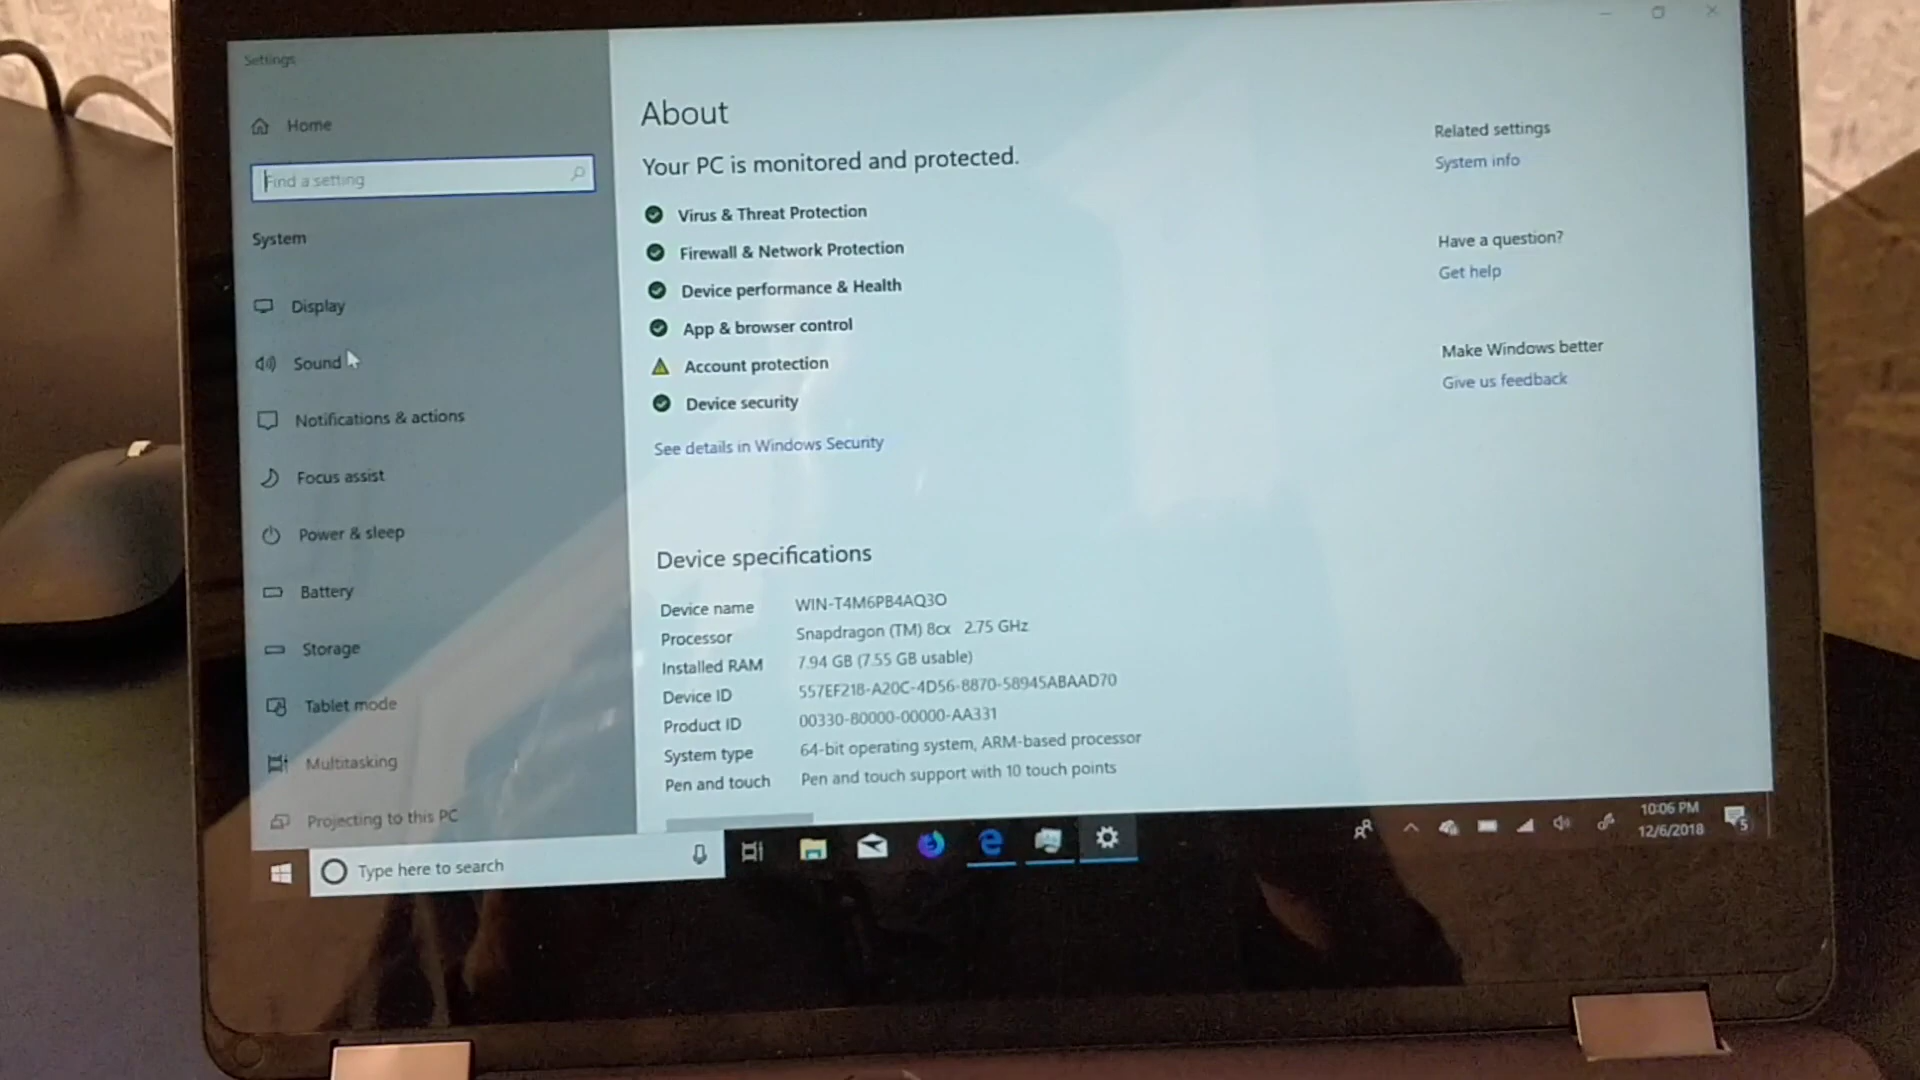 Settings
Home
Find a setting
System
Display
Sound
Notifications & actions
Focus assist
Power & sleep
Battery
Storage
Tablet mode
Multitasking
Projecting to this PC
About
Your PC is monitored and protected.
Virus & Threat Protection
Firewall & Network Protection
Device performance & Health
App & browser control
Account protection
Device security
See details in Windows Security
Device specifications
Device name WIN-T4M6PB4AQ3O
Processor Snapdragon (TM) 8cx 2.75 GHz
Installed RAM 7.94 GB (7.55 GB usable)
Device ID 557EF218-A20C-4D56-8870-58945ABAAD70
Product ID 00330-80000-00000-AA331
System type 64-bit operating system, ARM-based processor
Pen and touch Pen and touch support with 10 touch points
Related settings
System info
Have a question?
Get help
Make Windows better
Give us feedback
Type here to search
10:06 PM
12/6/2018
5